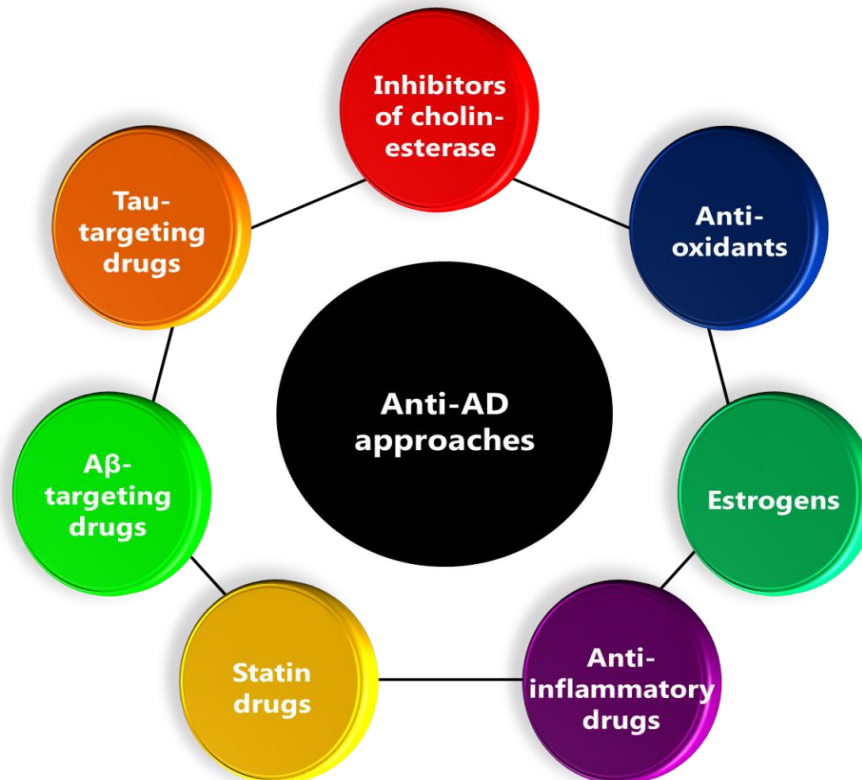 Inhibitors
of cholin-
esterase
Anti-
oxidants
Estrogens
Anti-
inflammatory
drugs
Statin
drugs
Aβ-
targeting
drugs
Tau-
targeting
drugs
Anti-AD
approaches